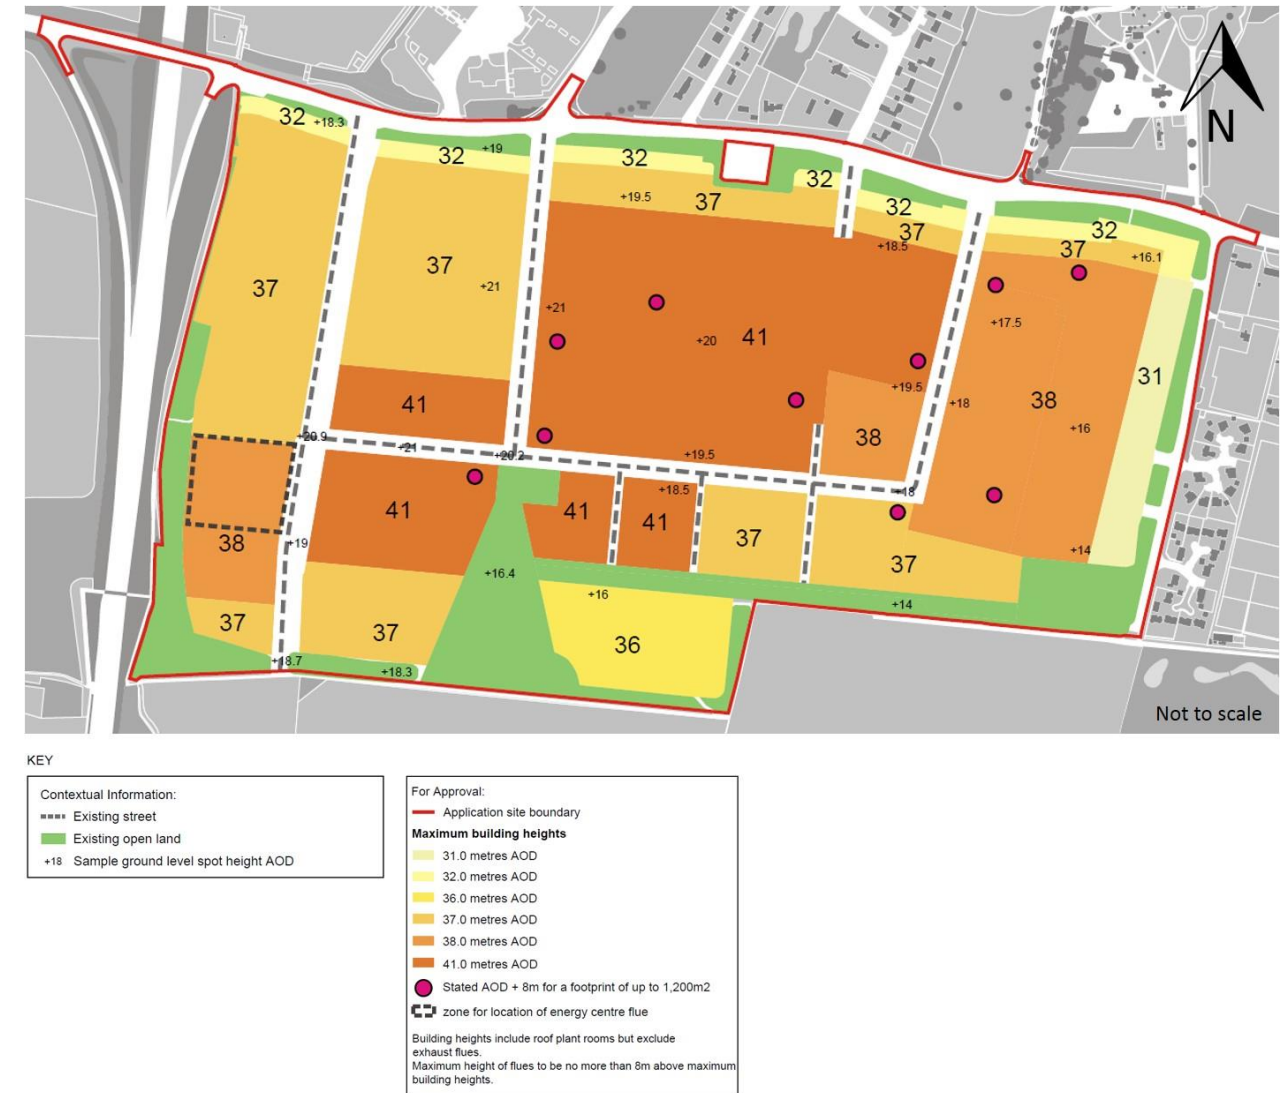 N
32
+18.3
32
+19
32
32
32
32
37
+19.5
37
37
+18.5
37
+16.1
37
37
+21
+21
+20
41
+17.5
31
41
+19.5
+18
38
38
+16
+20.9
+21
+20.2
+19.5
41
+18.5
41
41
+18
38
+19
37
37
+14
+16.4
+16
+14
37
37
36
+18.7
+18.3
Not to scale
KEY
Contextual Information:
Existing street
Existing open land
+18 Sample ground level spot height AOD
For Approval:
Application site boundary
Maximum building heights
31.0 metres AOD
32.0 metres AOD
36.0 metres AOD
37.0 metres AOD
38.0 metres AOD
41.0 metres AOD
Stated AOD + 8m for a footprint of up to 1,200m2
zone for location of energy centre flue
Building heights include roof plant rooms but exclude
exhaust flues.
Maximum height of flues to be no more than 8m above maximum
building heights.